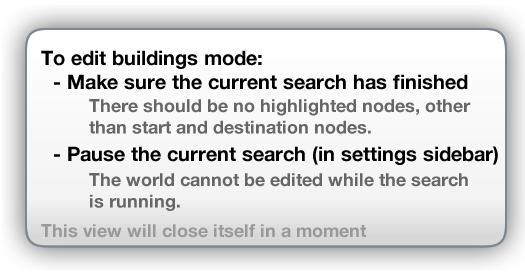 To edit buildings mode:
- Make sure the current search has finished
There should be no highlighted nodes, other
than start and destination nodes.
- Pause the current search (in settings sidebar)
The world cannot be edited while the search
is running.
This view will close itself in a moment